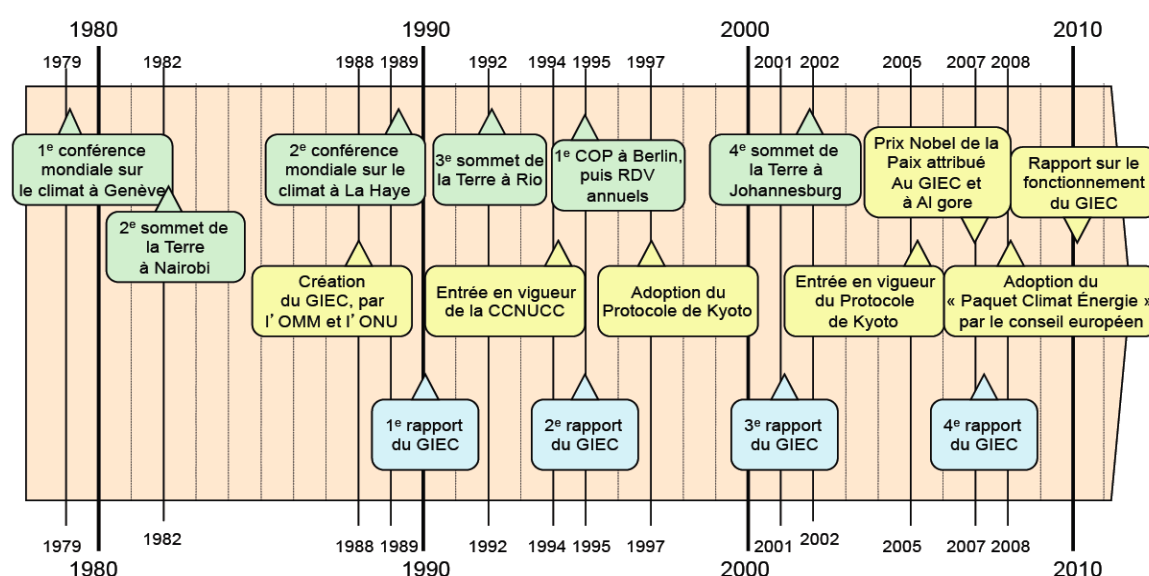 1980
1990
2000
2010
1979
1982
1988
1989
1992
1994
1995
1997
2001
2002
2005
2007
2008
1e conférence
mondiale sur
le climat à Genève
2e sommet de
la Terre
à Nairobi
2e conférence
mondiale sur le
climat à La Haye
3e sommet de
la Terre à Rio
1e COP à Berlin,
puis RDV
annuels
4e sommet de
la Terre à
Johannesburg
Prix Nobel de la
Paix attribué
Au GIEC et
à Al gore
Rapport sur le
fonctionnement
du GIEC
Création
du GIEC, par
l'OMM et l'ONU
Entrée en vigueur
de la CCNUCC
Adoption du
Protocole de Kyoto
Entrée en vigueur
du Protocole
de Kyoto
Adoption du
« Paquet Climat Énergie »
par le conseil européen
1e rapport
du GIEC
2e rapport
du GIEC
3e rapport
du GIEC
4e rapport
du GIEC
1979
1982
1988
1989
1992
1994
1995
1997
2001
2002
2005
2007
2008
1980
1990
2000
2010